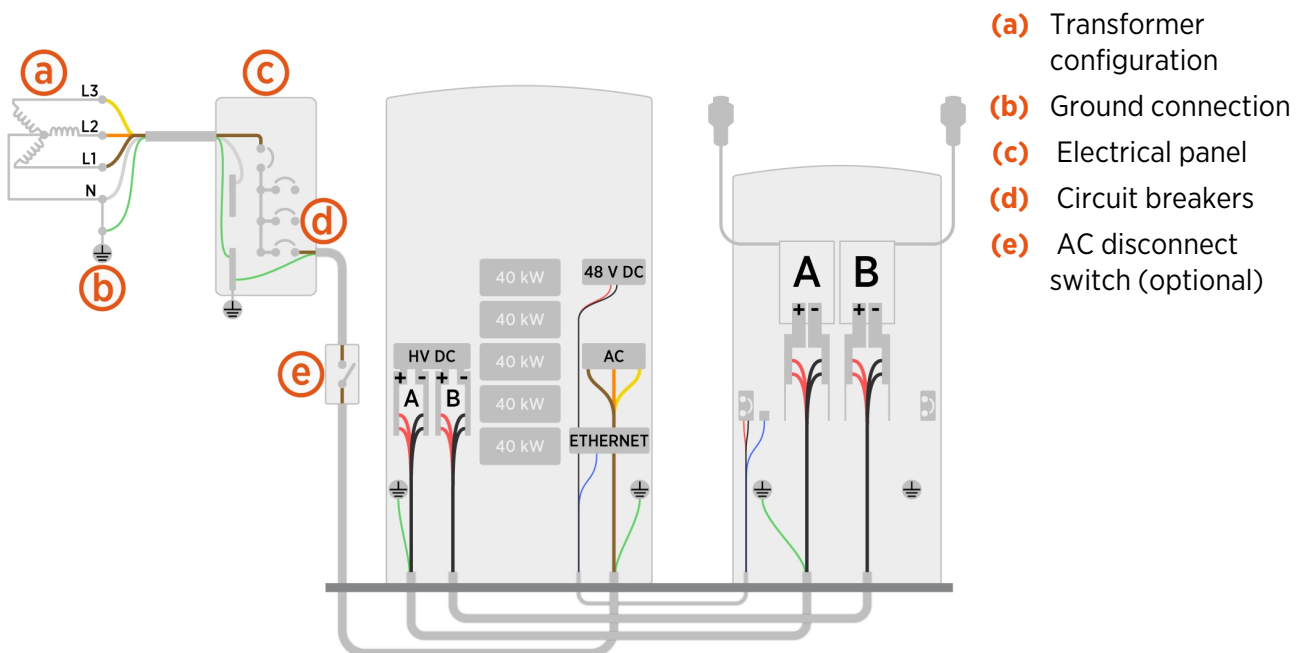 (a) Transformer
configuration
(b) Ground connection
(c) Electrical panel
(d) Circuit breakers
(e) AC disconnect
switch (optional)
a
c
L3
L2
L1
N
b
d
e
40 kW
40 kW
40 kW
40 kW
40 kW
48 V DC
HV DC
+ - + -
A B
AC
ETHERNET
A B
+ - + -